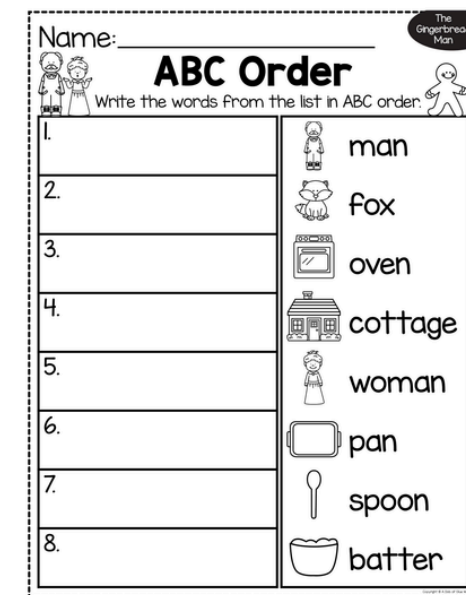 Name:
The
Gingerbread
Man
ABC Order
Write the words from the list in ABC order.
1.
man
2.
fox
3.
oven
4.
cottage
5.
woman
6.
pan
7.
spoon
8.
batter